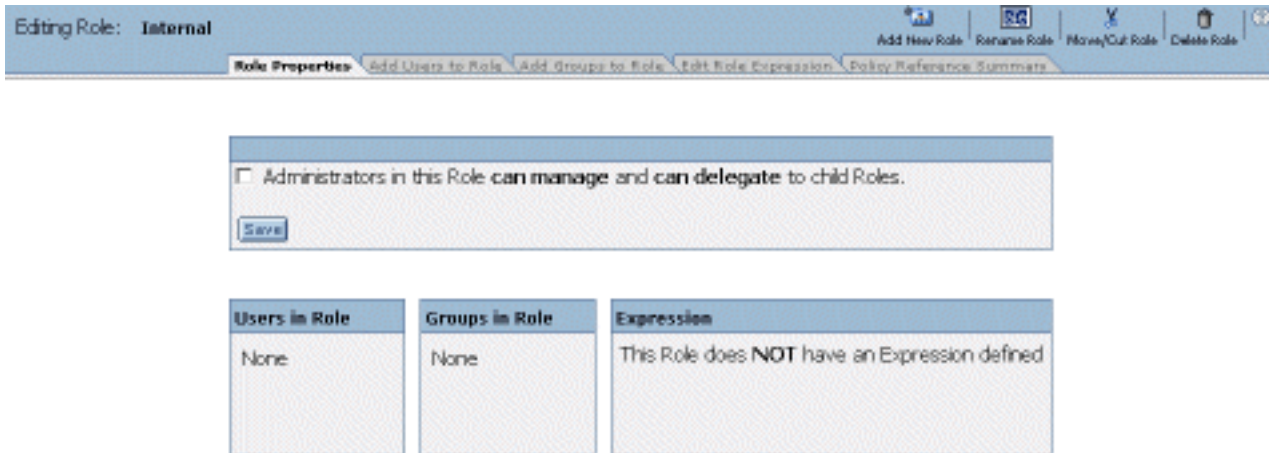 Editing Role: Internal
Add New Role Rename Role Move/Cut Role Delete Role
Role Properties Add Users to Role Add Groups to Role Edit Role Expression Policy Reference Summary
Administrators in this Role can manage and can delegate to child Roles.
Save
Users in Role Groups in Role Expression
None None This Role does NOT have an Expression defined